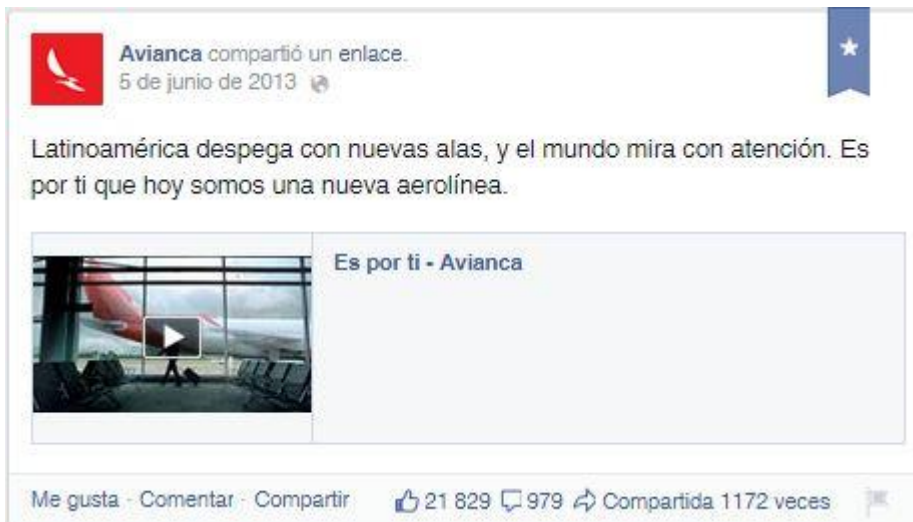 Avianca compartió un enlace.
5 de junio de 2013
Latinoamérica despega con nuevas alas, y el mundo mira con atención. Es
por ti que hoy somos una nueva aerolínea.
Es por ti - Avianca
Me gusta · Comentar · Compartir 21 829 979 Compartida 1172 veces